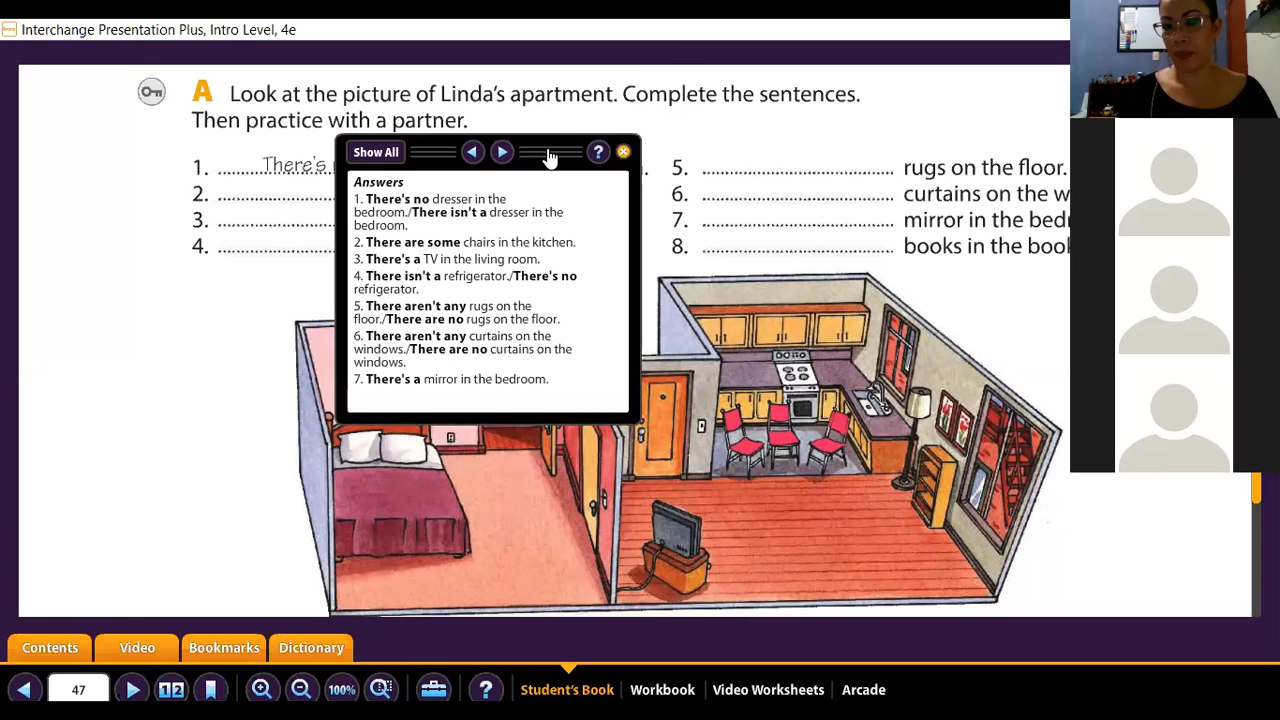 Interchange Presentation Plus, Intro Level, 4e
A Look at the picture of Linda's apartment. Complete the sentences.
Then practice with a partner.
1. There's
2.
3.
4.
5. rugs on the floor.
6. curtains on the w
7. mirror in the bed
8. books in the boo
Show All
?
Answers
1. There's no dresser in the
bedroom./There isn't a dresser in the
bedroom.
2. There are some chairs in the kitchen.
3. There's a TV in the living room.
4. There isn't a refrigerator./There's no
refrigerator.
5. There aren't any rugs on the
floor./There are no rugs on the floor.
6. There aren't any curtains on the
windows./There are no curtains on the
windows.
7. There's a mirror in the bedroom.
Contents Video Bookmarks Dictionary
47 1 2 100% ? Student's Book Workbook Video Worksheets Arcade